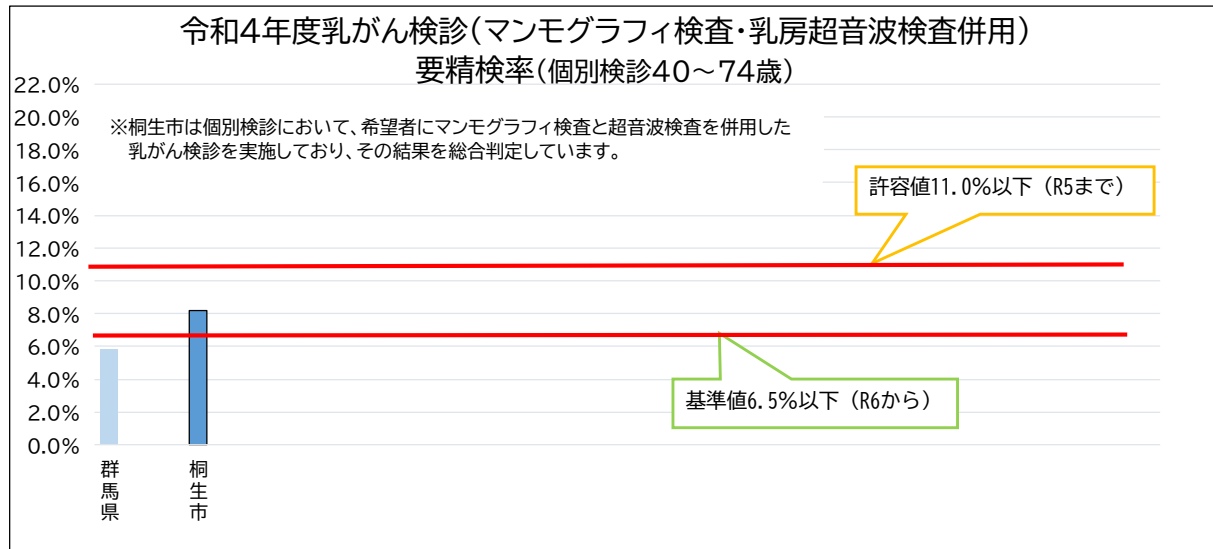 令和4年度乳がん検診(マンモグラフィ検査・乳房超音波検査併用)
要精検率(個別検診40～74歳)
22.0%
20.0%
18.0%
16.0%
14.0%
12.0%
10.0%
8.0%
6.0%
4.0%
2.0%
0.0%
※桐生市は個別検診において、希望者にマンモグラフィ検査と超音波検査を併用した
乳がん検診を実施しており、その結果を総合判定しています。
許容値11.0%以下（R5まで）
基準値6.5%以下（R6から）
群馬県
桐生市